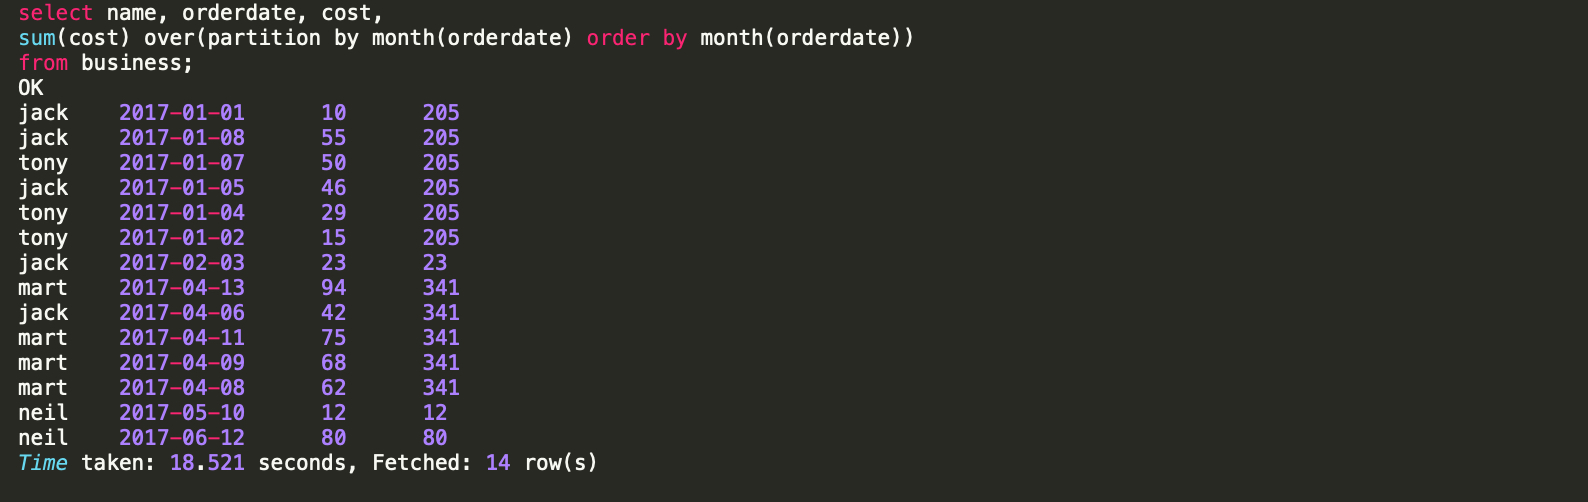 select name, orderdate, cost,
sum(cost) over(partition by month(orderdate) order by month(orderdate))
from business;
OK
jack 2017-01-01 10 205
jack 2017-01-08 55 205
tony 2017-01-07 50 205
jack 2017-01-05 46 205
tony 2017-01-04 29 205
tony 2017-01-02 15 205
jack 2017-02-03 23 23
mart 2017-04-13 94 341
jack 2017-04-06 42 341
mart 2017-04-11 75 341
mart 2017-04-09 68 341
mart 2017-04-08 62 341
neil 2017-05-10 12 12
neil 2017-06-12 80 80
Time taken: 18.521 seconds, Fetched: 14 row(s)